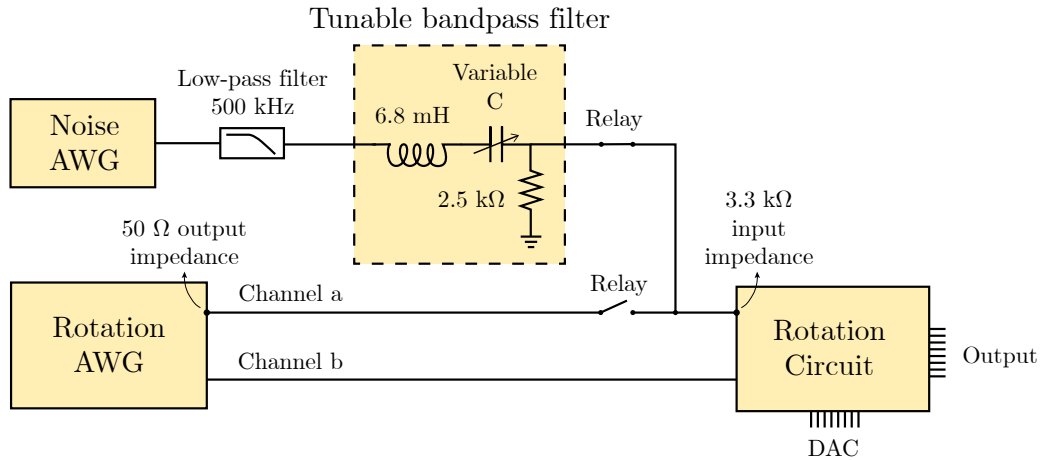 Tunable bandpass filter
Low-pass filter
500 kHz
Variable
C
6.8 mH
Relay
Noise
AWG
2.5 kΩ
50 Ω output
impedance
3.3 kΩ
input
impedance
Relay
Channel a
Rotation
AWG
Channel b
Rotation
Circuit
Output
DAC